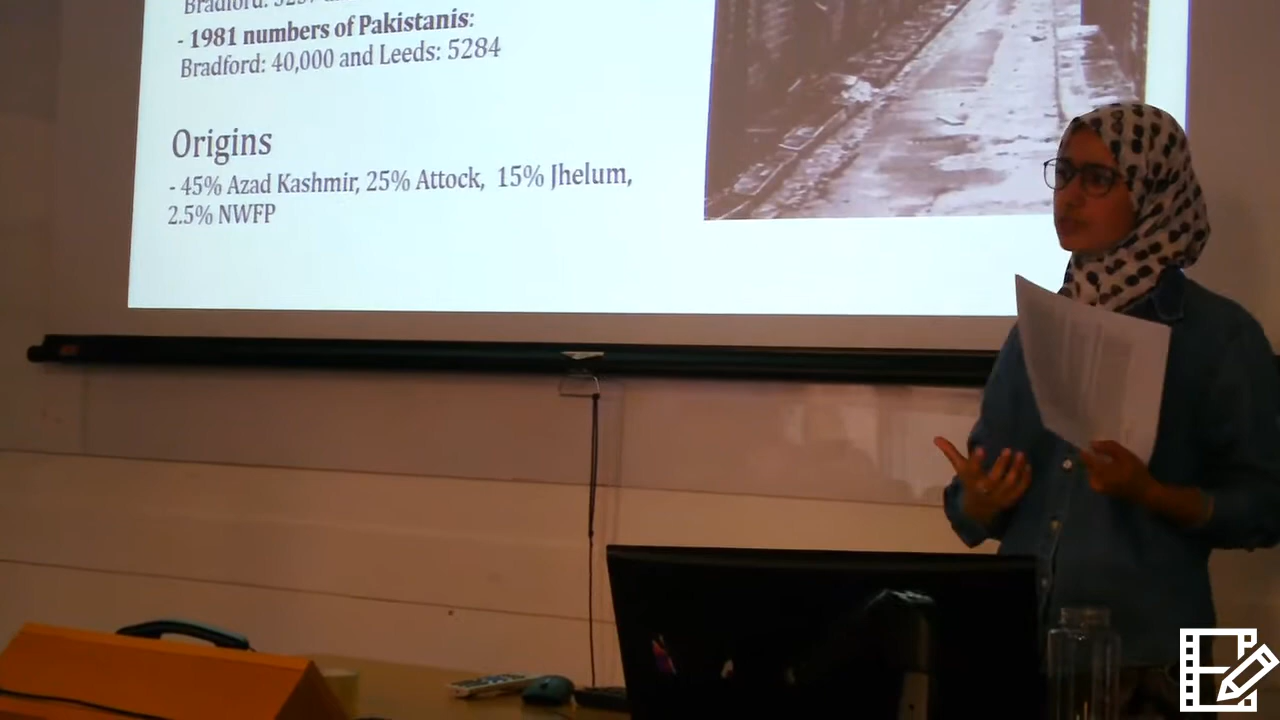 Bradford:
- 1981 numbers of Pakistanis:
Bradford: 40,000 and Leeds: 5284
Origins
- 45% Azad Kashmir, 25% Attock, 15% Jhelum,
2.5% NWFP